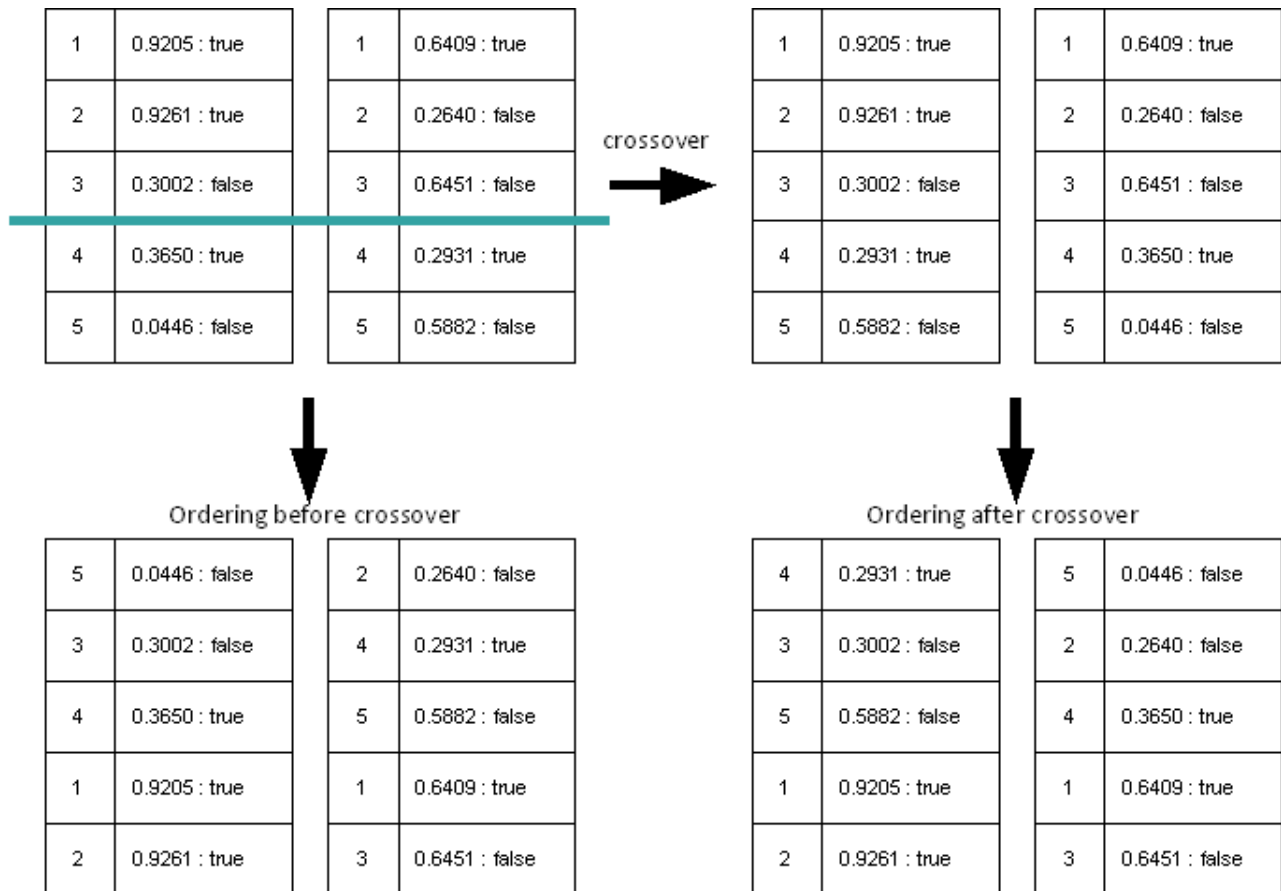 1 0.9205 : true 1 0.6409 : true
2 0.9261 : true 2 0.2640 : false
3 0.3002 : false 3 0.6451 : false
4 0.3650 : true 4 0.2931 : true
5 0.0446 : false 5 0.5882 : false
crossover
1 0.9205 : true 1 0.6409 : true
2 0.9261 : true 2 0.2640 : false
3 0.3002 : false 3 0.6451 : false
4 0.2931 : true 4 0.3650 : true
5 0.5882 : false 5 0.0446 : false
Ordering before crossover
5 0.0446 : false 2 0.2640 : false
3 0.3002 : false 4 0.2931 : true
4 0.3650 : true 5 0.5882 : false
1 0.9205 : true 1 0.6409 : true
2 0.9261 : true 3 0.6451 : false
Ordering after crossover
4 0.2931 : true 5 0.0446 : false
3 0.3002 : false 2 0.2640 : false
5 0.5882 : false 4 0.3650 : true
1 0.9205 : true 1 0.6409 : true
2 0.9261 : true 3 0.6451 : false